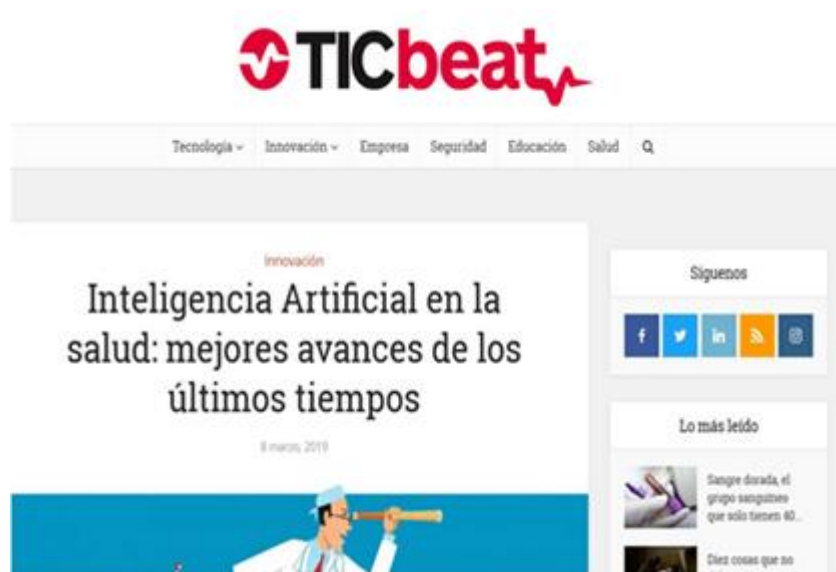 TICbeat
Tecnología Innovación Empresa Seguridad Educación Salud
Innovación
Inteligencia Artificial en la
salud: mejores avances de los
últimos tiempos
8 marzo, 2019
Síguenos
f in
Lo más leído
Sangre dorada, el
grupo sanguíneo
que solo tienen 40...
Diez cosas que no